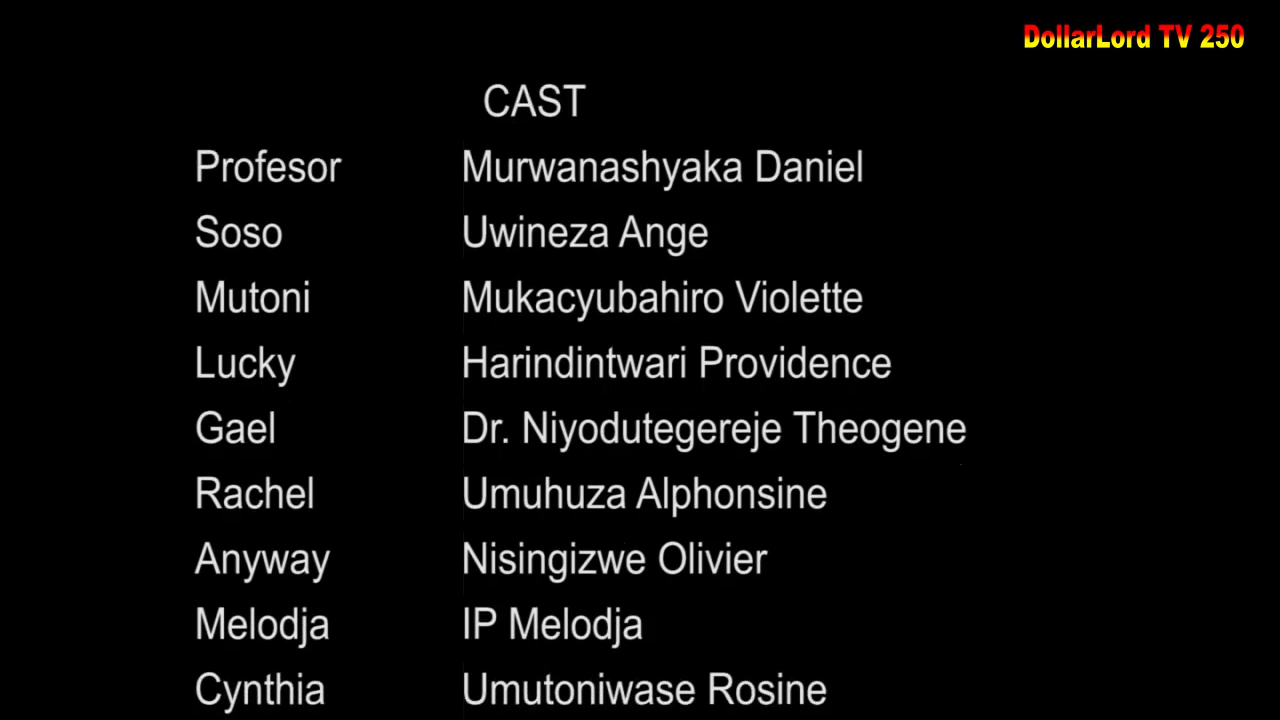 DollarLord TV 250
CAST
Profesor Murwanashyaka Daniel
Soso Uwineza Ange
Mutoni Mukacyubahiro Violette
Lucky Harindintwari Providence
Gael Dr. Niyodutegereje Theogene
Rachel Umuhuza Alphonsine
Anyway Nisingizwe Olivier
Melodja IP Melodja
Cynthia Umutoniwase Rosine